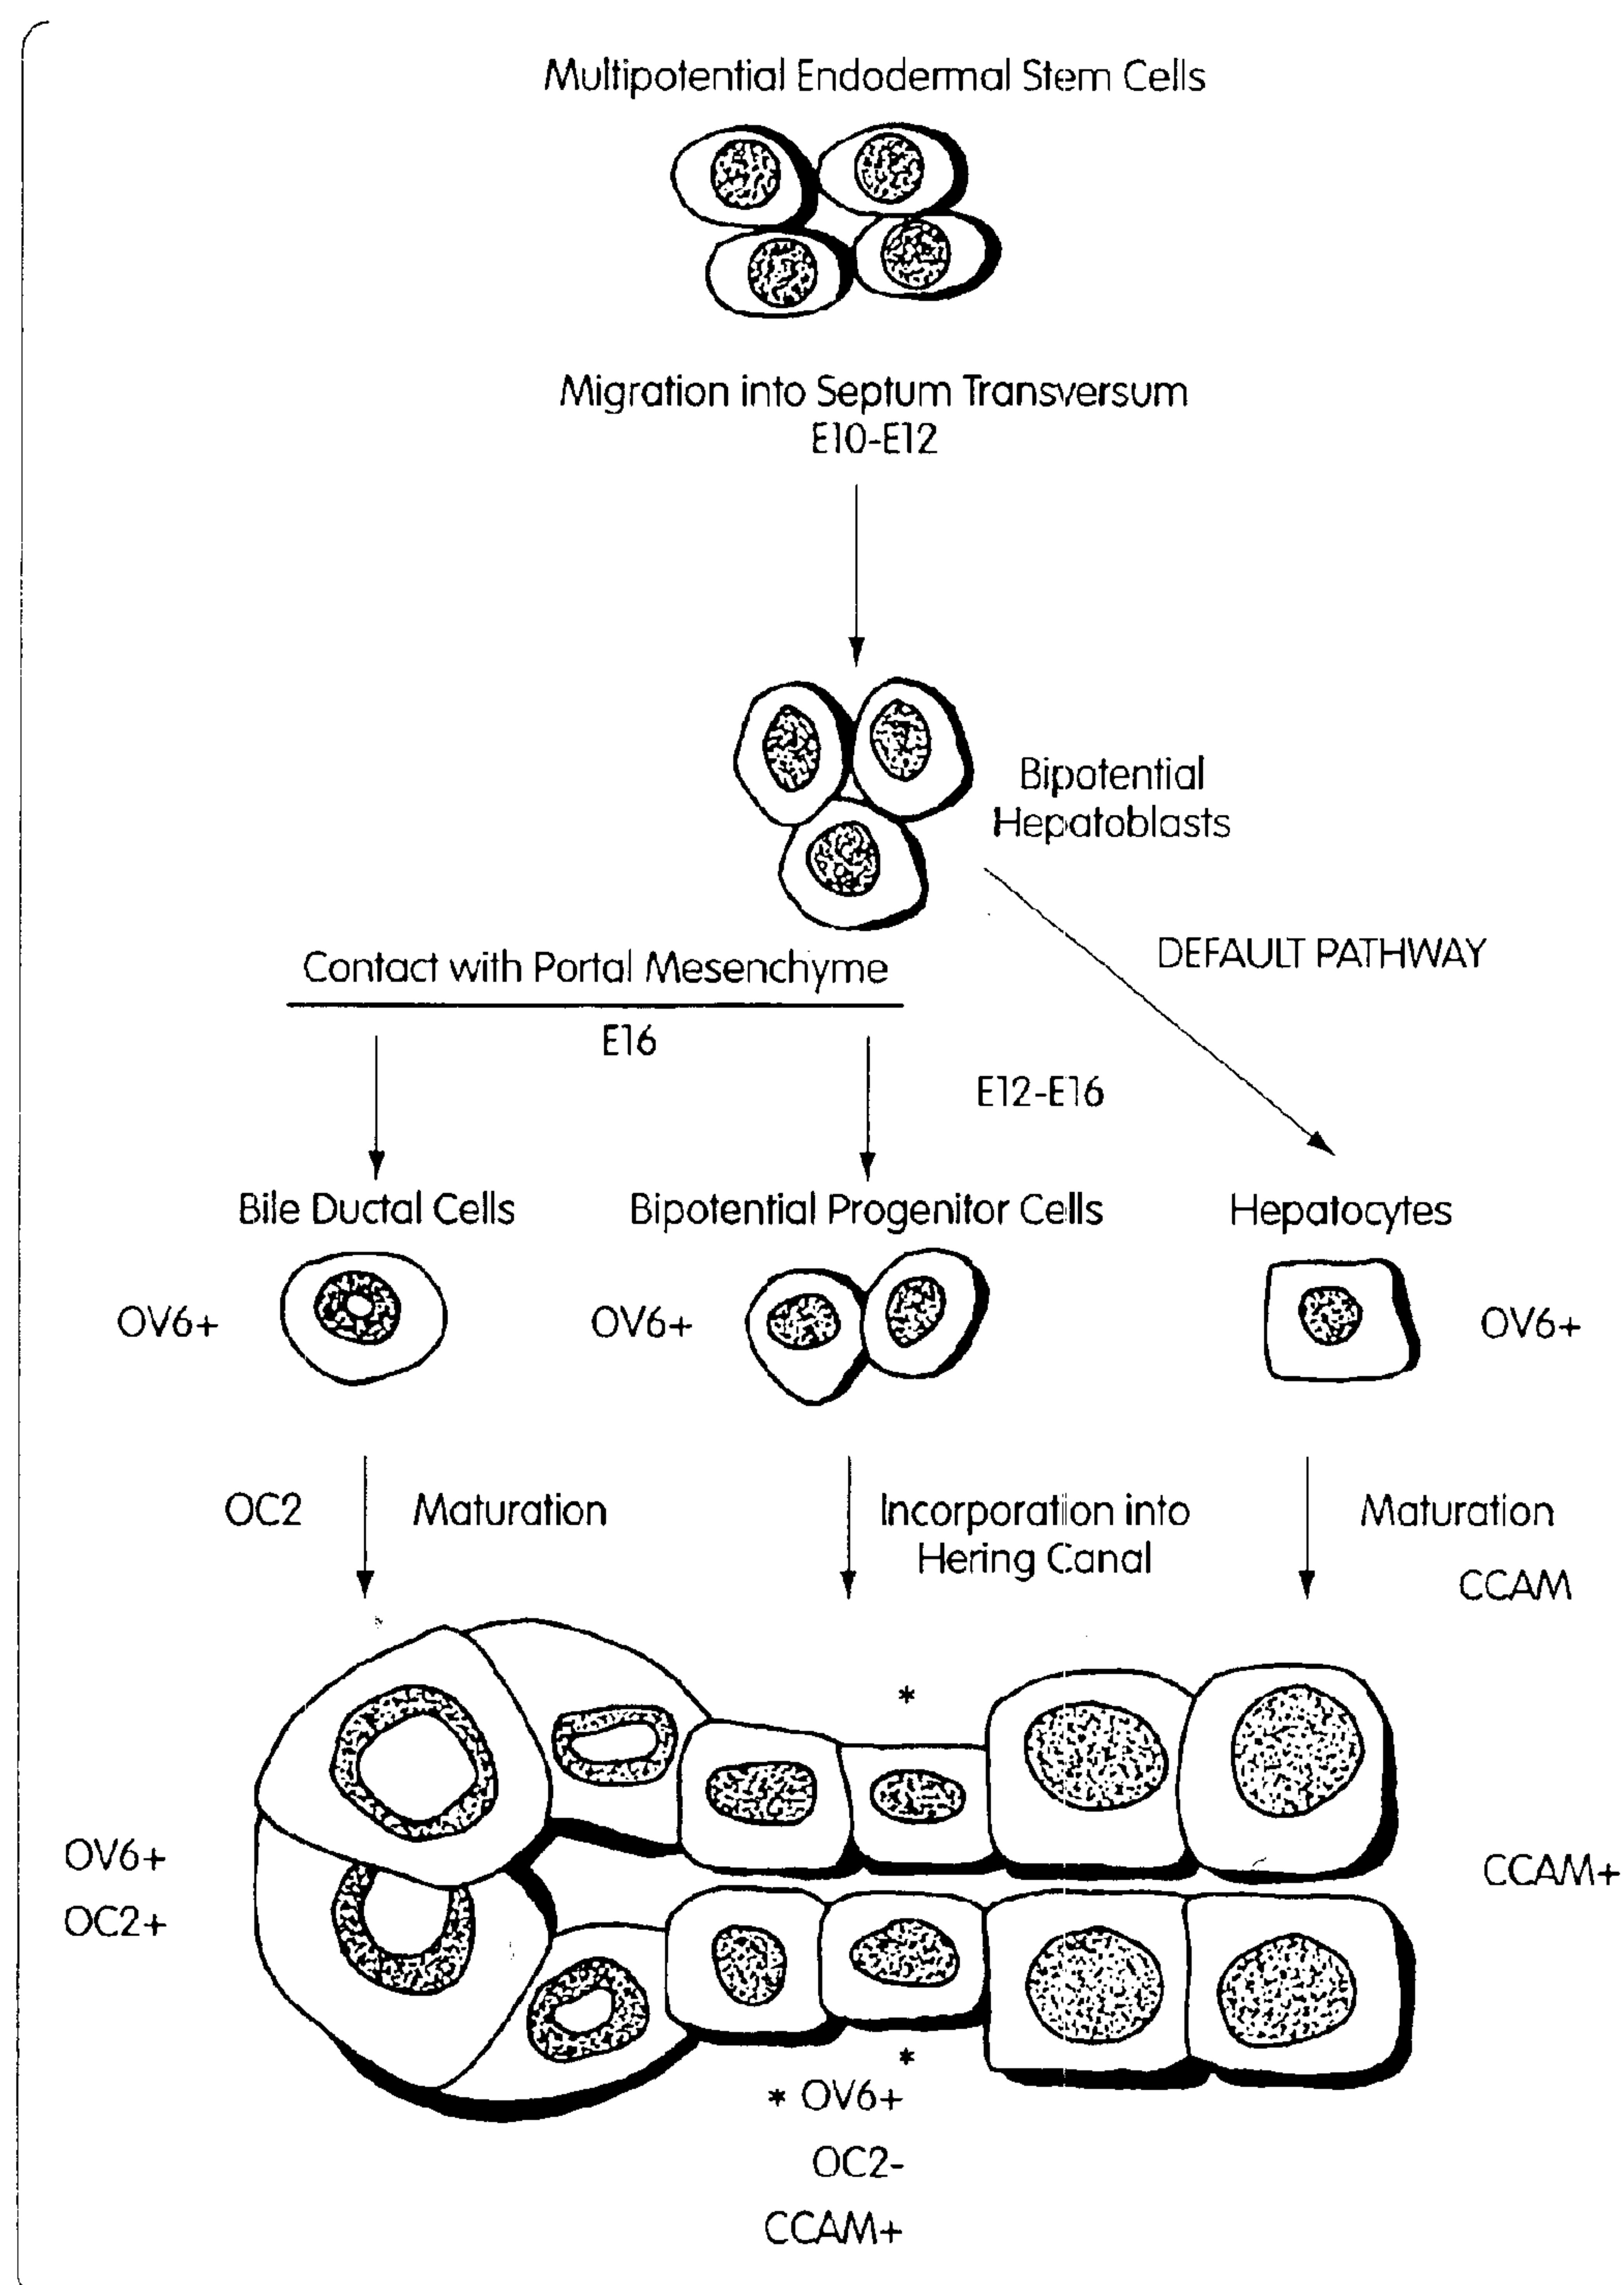 Multipotential Endodermal Stem Cells
Migration into Septum Transversum
E10-E12
Bipotential
Hepatoblasts
Contact with Portal Mesenchyme
DEFAULT PATHWAY
E16
E12-E16
Bile Ductal Cells
Bipotential Progenitor Cells
Hepatocytes
OV6+
OV6+
OV6+
OC2
Maturation
Incorporation into
Hering Canal
Maturation
CCAM
*
OV6+
OC2+
CCAM+
*
* OV6+
OC2-
CCAM+